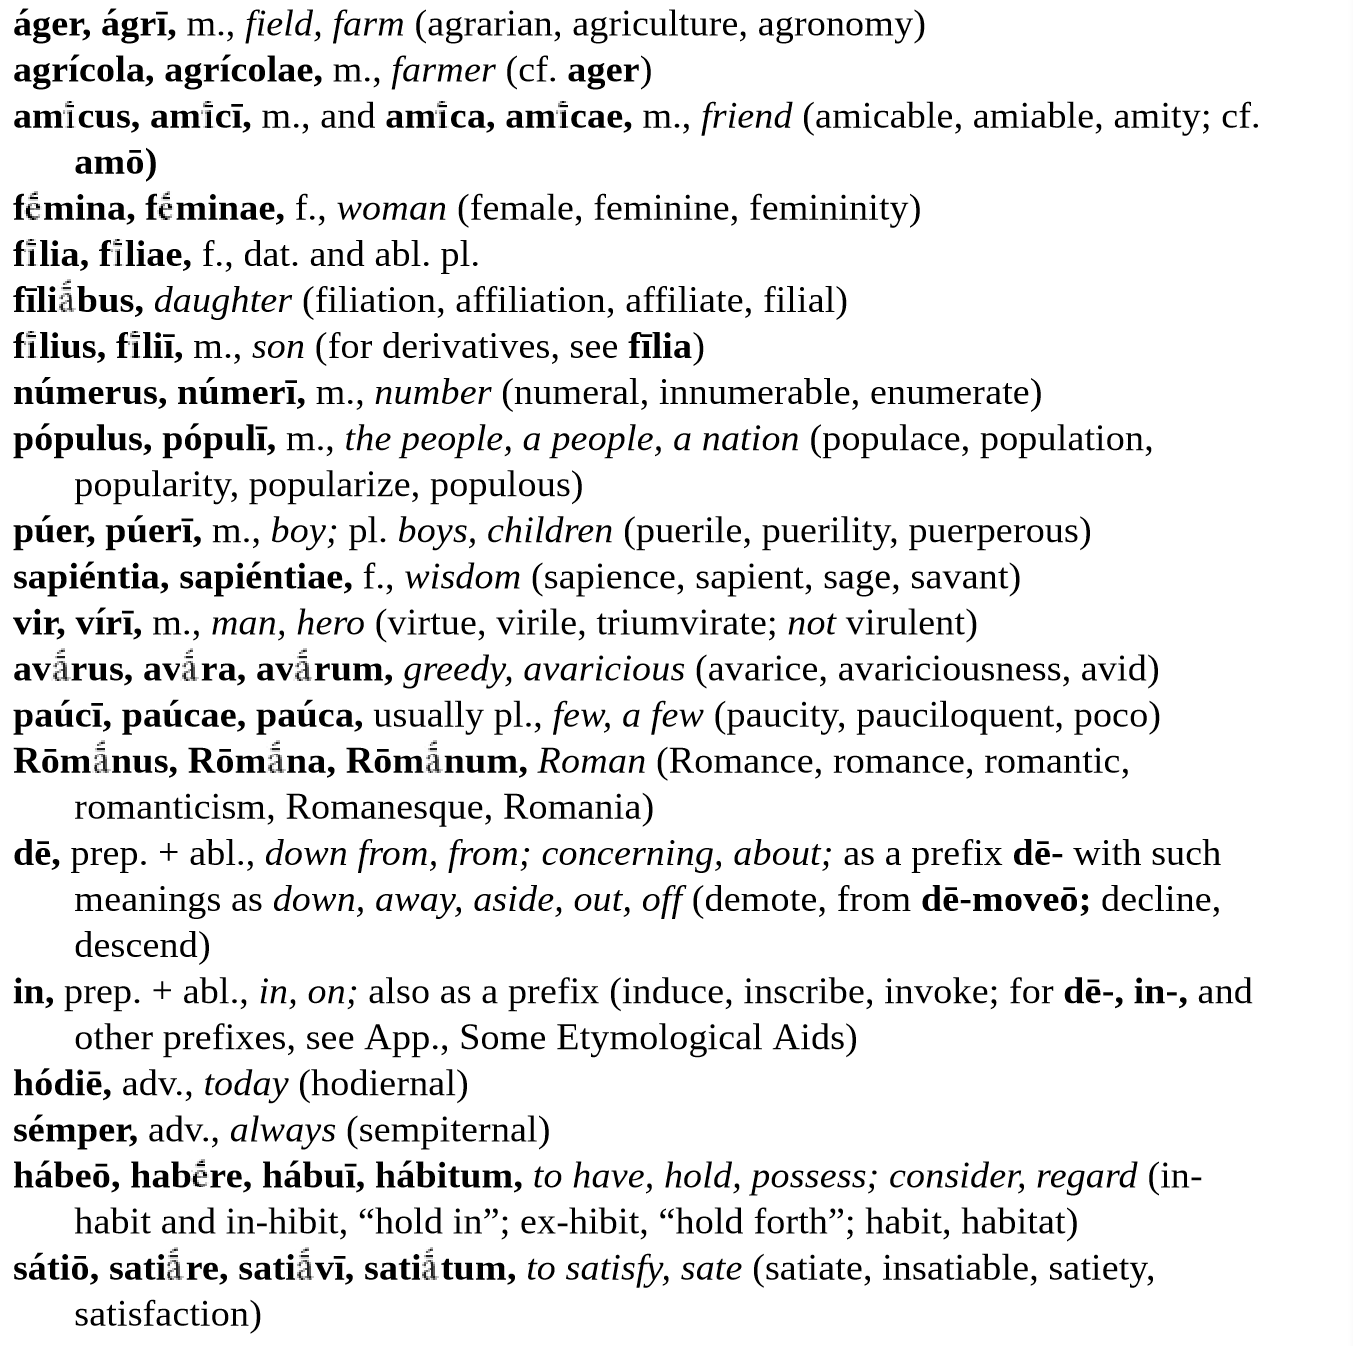 áger, ágrī, m., field, farm (agrarian, agriculture, agronomy)
agrícola, agrícolae, m., farmer (cf. ager)
amī́cus, amī́cī, m., and amī́ca, amī́cae, m., friend (amicable, amiable, amity; cf.
amō)
fḗmina, fḗminae, f., woman (female, feminine, femininity)
fī́lia, fī́liae, f., dat. and abl. pl.
fīliā́bus, daughter (filiation, affiliation, affiliate, filial)
fī́lius, fī́liī, m., son (for derivatives, see fīlia)
númerus, númerī, m., number (numeral, innumerable, enumerate)
pópulus, pópulī, m., the people, a people, a nation (populace, population,
popularity, popularize, populous)
púer, púerī, m., boy; pl. boys, children (puerile, puerility, puerperous)
sapiéntia, sapiéntiae, f., wisdom (sapience, sapient, sage, savant)
vir, vírī, m., man, hero (virtue, virile, triumvirate; not virulent)
avā́rus, avā́ra, avā́rum, greedy, avaricious (avarice, avariciousness, avid)
paúcī, paúcae, paúca, usually pl., few, a few (paucity, pauciloquent, poco)
Rōmā́nus, Rōmā́na, Rōmā́num, Roman (Romance, romance, romantic,
romanticism, Romanesque, Romania)
dē, prep. + abl., down from, from; concerning, about; as a prefix dē- with such
meanings as down, away, aside, out, off (demote, from dē-moveō; decline,
descend)
in, prep. + abl., in, on; also as a prefix (induce, inscribe, invoke; for dē-, in-, and
other prefixes, see App., Some Etymological Aids)
hódiē, adv., today (hodiernal)
sémper, adv., always (sempiternal)
hábeō, habḗre, hábuī, hábitum, to have, hold, possess; consider, regard (in-
habit and in-hibit, “hold in”; ex-hibit, “hold forth”; habit, habitat)
sátiō, satiā́re, satiā́vī, satiā́tum, to satisfy, sate (satiate, insatiable, satiety,
satisfaction)